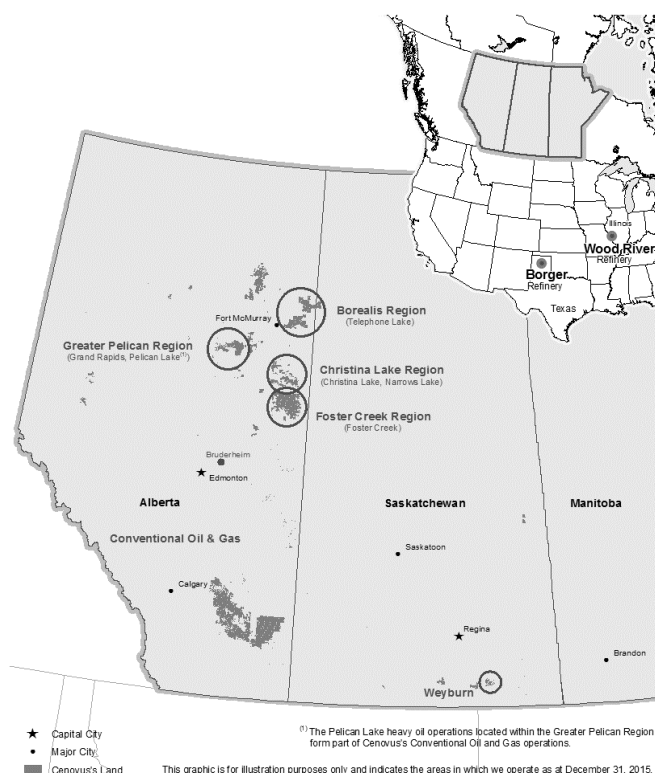 Illinois
Wood River
Refinery
Borger
Refinery
Texas
Borealis Region
(Telephone Lake)
Fort McMurray
Greater Pelican Region
(Grand Rapids, Pelican Lake⁽¹⁾)
Christina Lake Region
(Christina Lake, Narrows Lake)
Foster Creek Region
(Foster Creek)
Bruderheim
Edmonton
Alberta
Saskatchewan
Manitoba
Conventional Oil & Gas
Saskatoon
Calgary
Regina
Brandon
Weyburn
Capital City
Major City
Cenovus's Land
⁽¹⁾ The Pelican Lake heavy oil operations located within the Greater Pelican Region
form part of Cenovus's Conventional Oil and Gas operations.
This graphic is for illustration purposes only and indicates the areas in which we operate as at December 31, 2015.